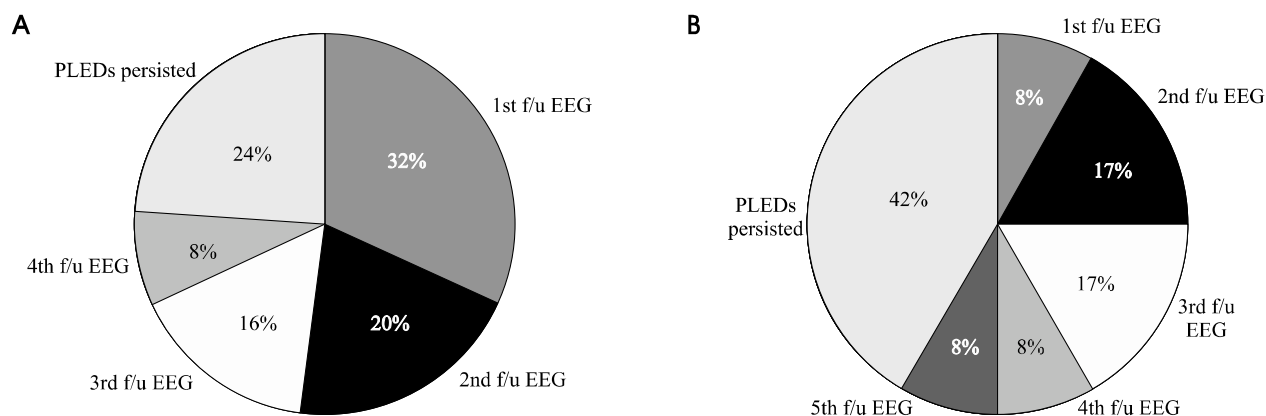 A
PLEDs persisted
1st f/u EEG
24%
32%
4th f/u EEG
8%
16%
20%
3rd f/u EEG
2nd f/u EEG
B
1st f/u EEG
8%
2nd f/u EEG
17%
42%
PLEDs
persisted
17%
3rd f/u
EEG
8%
8%
5th f/u EEG
4th f/u EEG